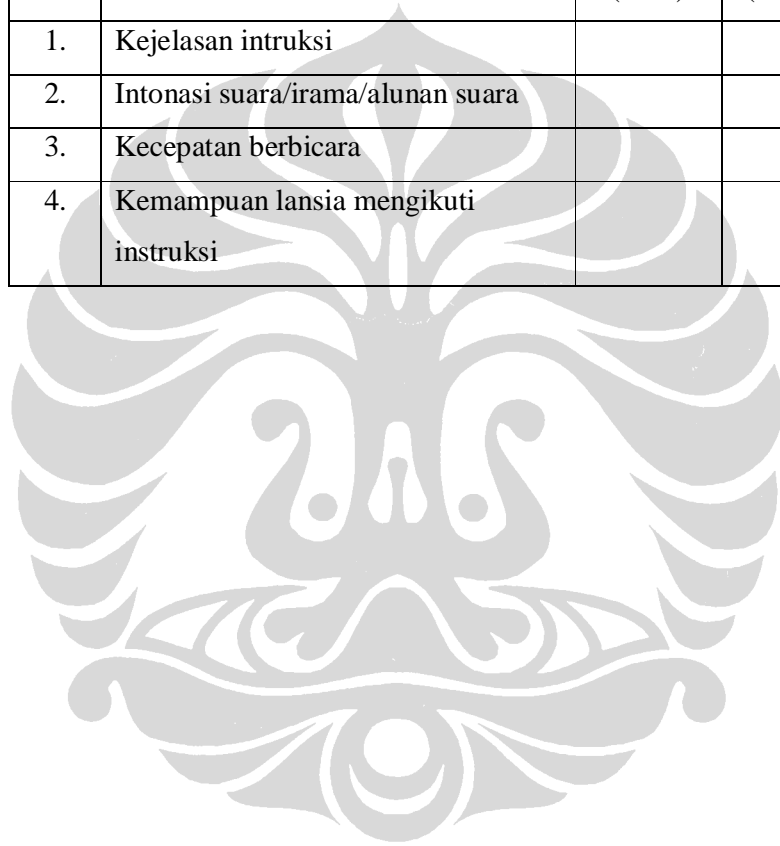 1. Kejelasan intruksi
2. Intonasi suara/irama/alunan suara
3. Kecepatan berbicara
4. Kemampuan lansia mengikuti
instruksi